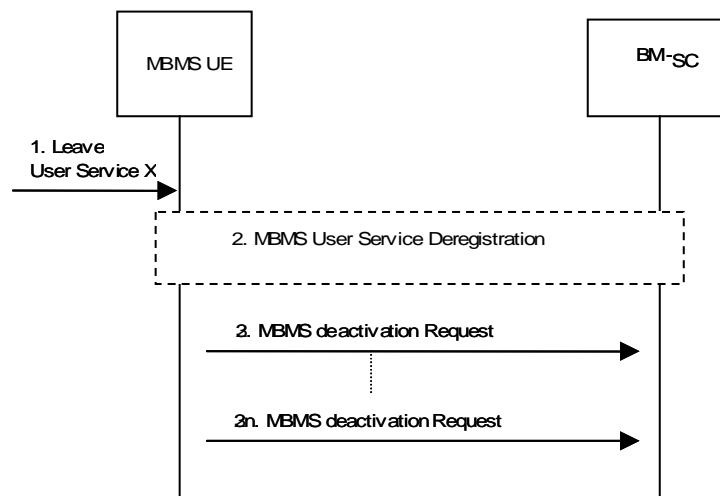 MBMS UE
BM-SC
1. Leave
User Service X
2. MBMS User Service Deregistration
3. MBMS deactivation Request
3n. MBMS deactivation Request